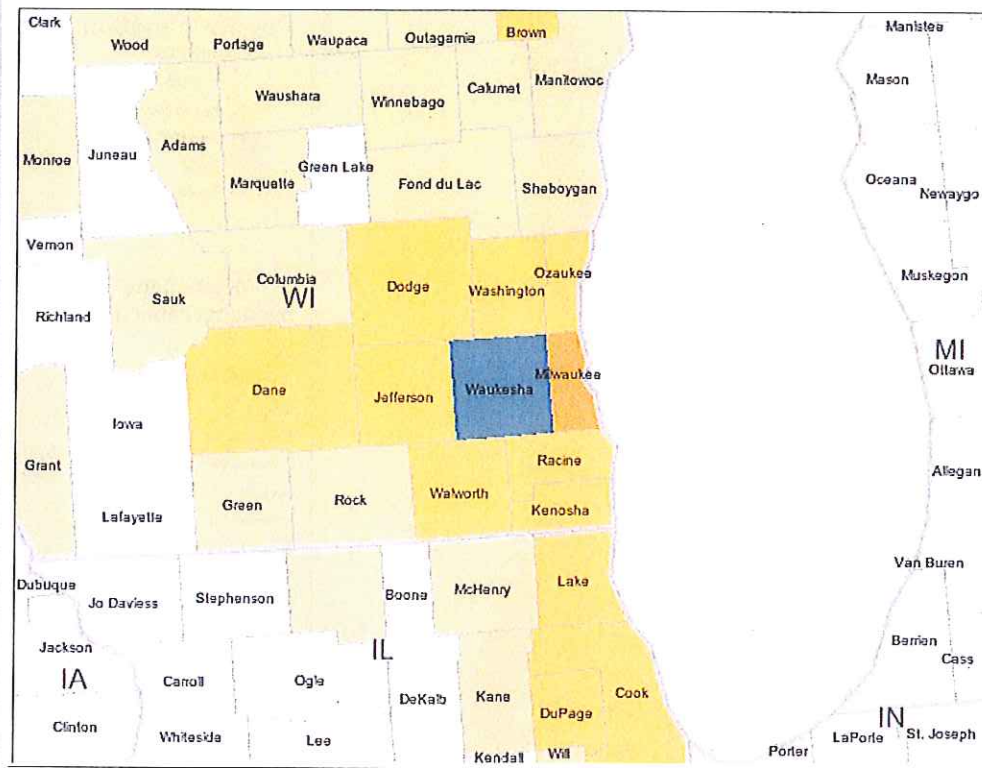 Clark
Wood
Portage
Waupaca
Outagamie
Brown
Manistee
Waushara
Winnebago
Calumet
Manitowoc
Mason
Monroe
Juneau
Adams
Marquette
Green Lake
Fond du Lac
Sheboygan
Oceana
Newaygo
Vernon
Richland
Sauk
Columbia
WI
Dodge
Washington
Ozaukee
Muskegon
MI
Ottawa
Dane
Jefferson
Waukesha
Milwaukee
Iowa
Grant
Lafayette
Green
Rock
Walworth
Racine
Kenosha
Allegan
Dubuque
Jo Daviess
Stephenson
Boone
McHenry
Lake
Van Buren
Jackson
IA
IL
Berrien
Cass
Carroll
Ogle
DeKalb
Kane
DuPage
Cook
Clinton
Whiteside
Lee
Kendall
Will
Porter
LaPorte
IN
St. Joseph